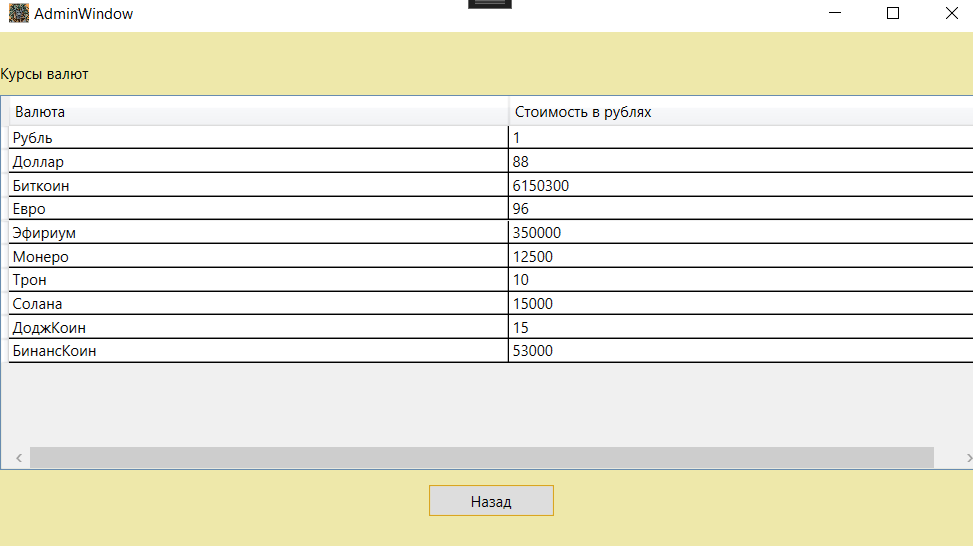 AdminWindow
Курсы валют
Валюта Стоимость в рублях
Рубль 1
Доллар 88
Биткоин 6150300
Евро 96
Эфириум 350000
Монеро 12500
Трон 10
Солана 15000
ДоджКоин 15
БинансКоин 53000
Назад